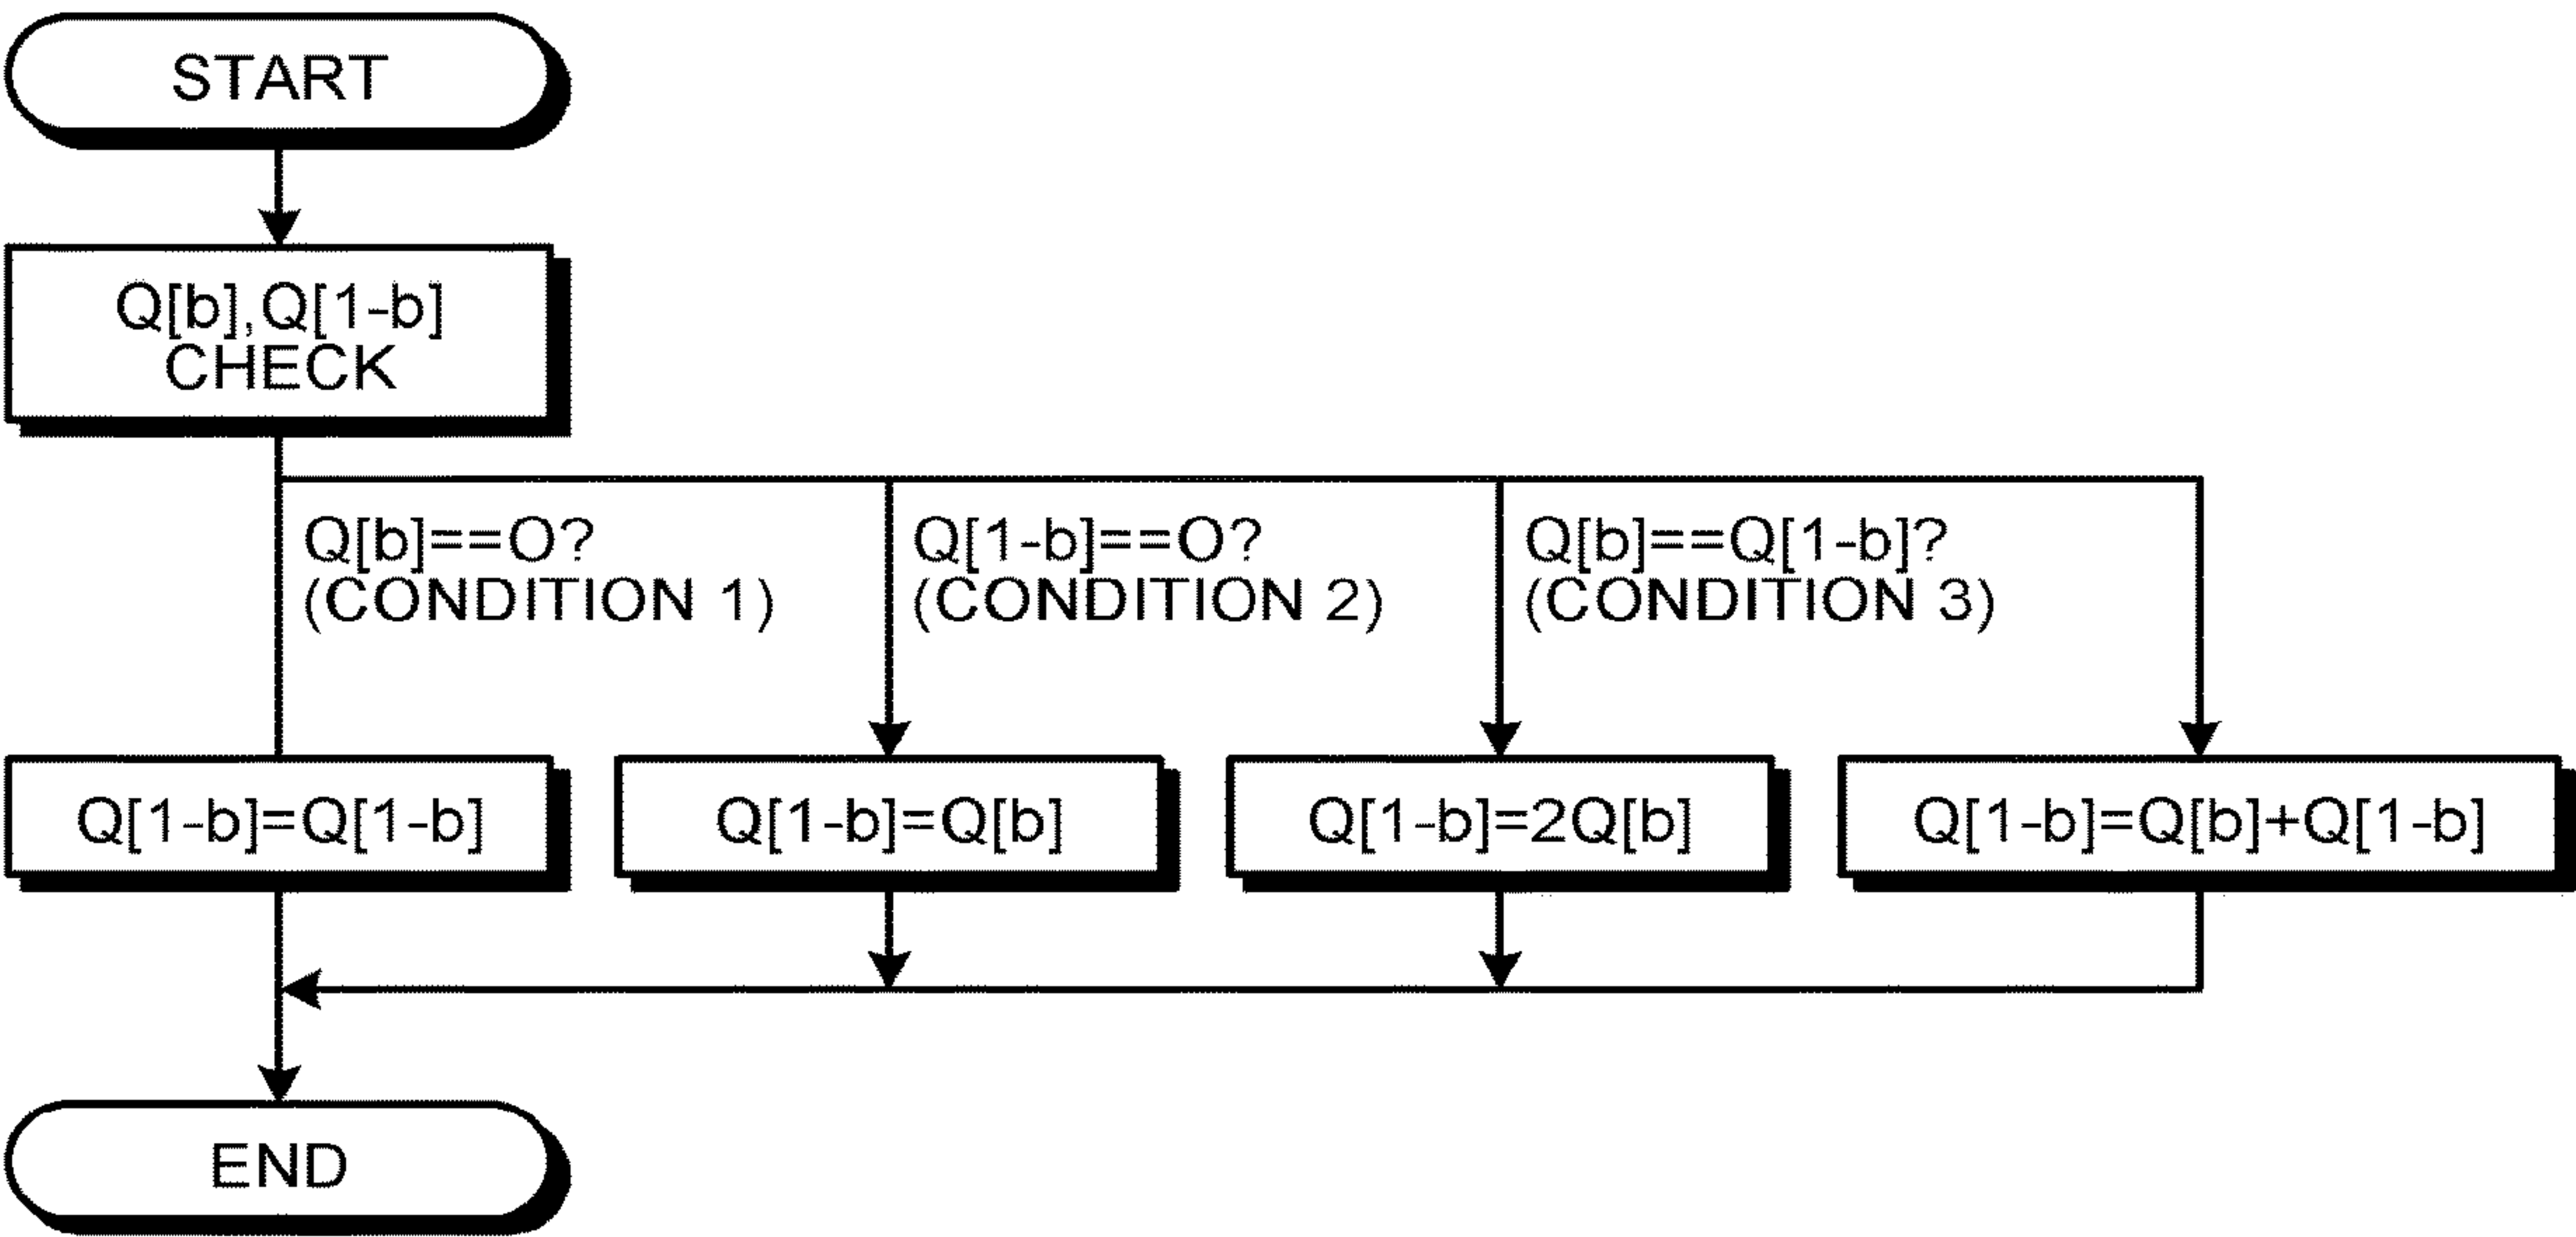 START
Q[b],Q[1-b]
CHECK
Q[b]==O?
(CONDITION 1)
Q[1-b]==O?
(CONDITION 2)
Q[b]==Q[1-b]?
(CONDITION 3)
Q[1-b]=Q[1-b]
Q[1-b]=Q[b]
Q[1-b]=2Q[b]
Q[1-b]=Q[b]+Q[1-b]
END